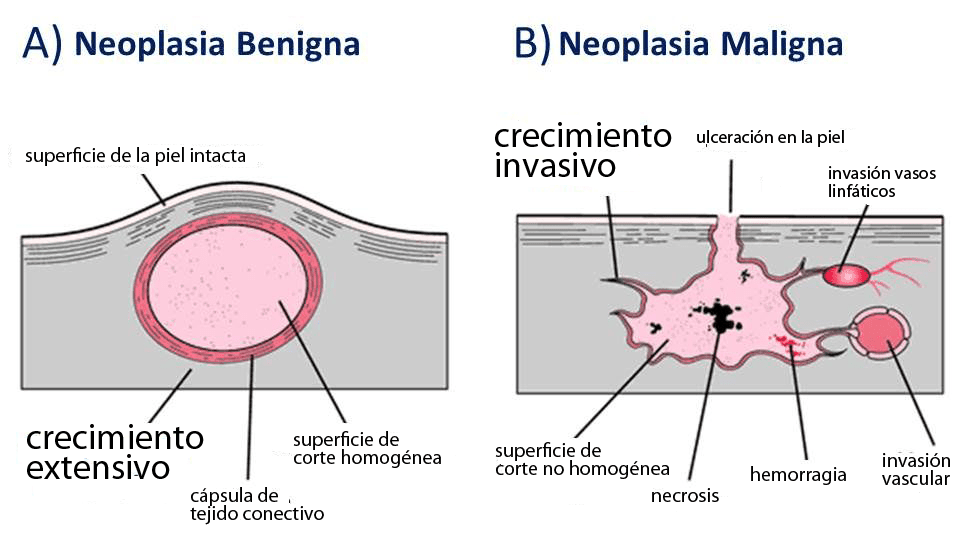 A) Neoplasia Benigna
superficie de la piel intacta
crecimiento
extensivo
cápsula de
tejido conectivo
superficie de
corte homogénea
B) Neoplasia Maligna
crecimiento
invasivo
ulceración en la piel
invasión vasos
linfáticos
superficie de
corte no homogénea
necrosis
hemorragia
invasión
vascular